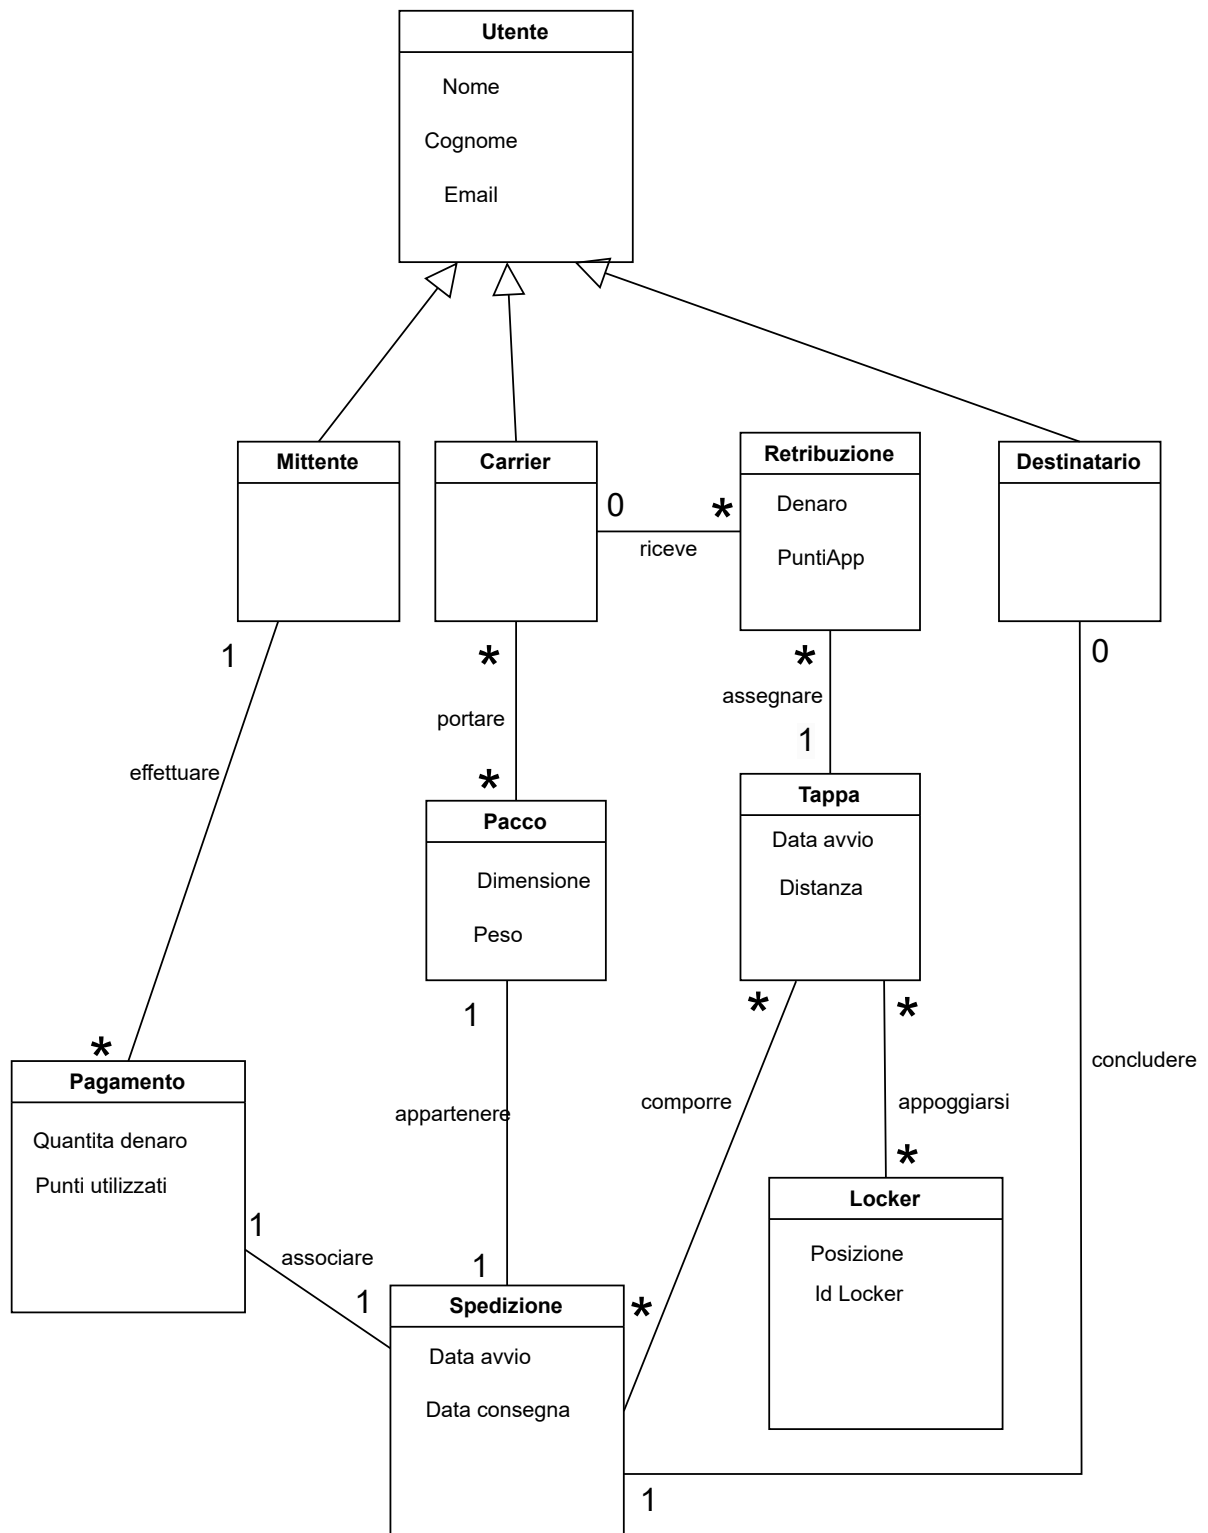 Utente
Nome
Cognome
Email
Mittente
Carrier
Retribuzione
Denaro
PuntiApp
Destinatario
0
*
riceve
1
*
portare
*
*
assegnare
1
0
effettuare
*
Pacco
Dimensione
Peso
Tappa
Data avvio
Distanza
1
appartenere
1
*
comporre
*
*
appoggiarsi
*
concludere
Pagamento
Quantita denaro
Punti utilizzati
1
associare
1
Locker
Posizione
Id Locker
Spedizione
Data avvio
Data consegna
1